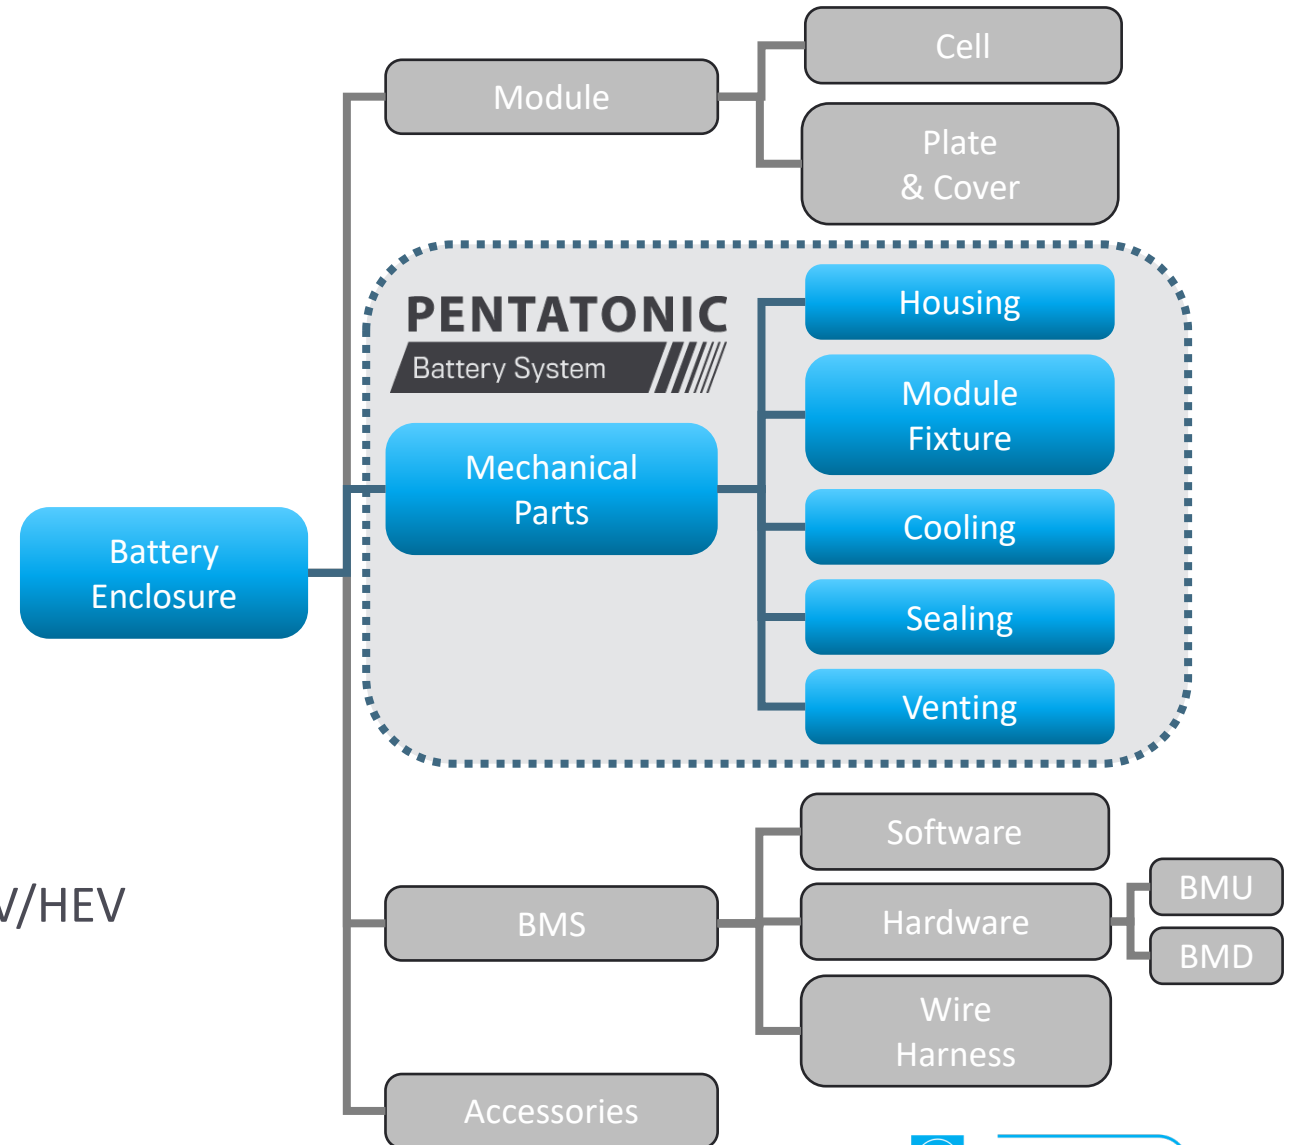 Cell
Module
Plate
& Cover
PENTATONIC
Battery System
Housing
Module
Fixture
Mechanical
Parts
Cooling
Battery
Enclosure
Sealing
Venting
Software
V/HEV
BMS
Hardware
BMU
BMD
Wire
Harness
Accessories